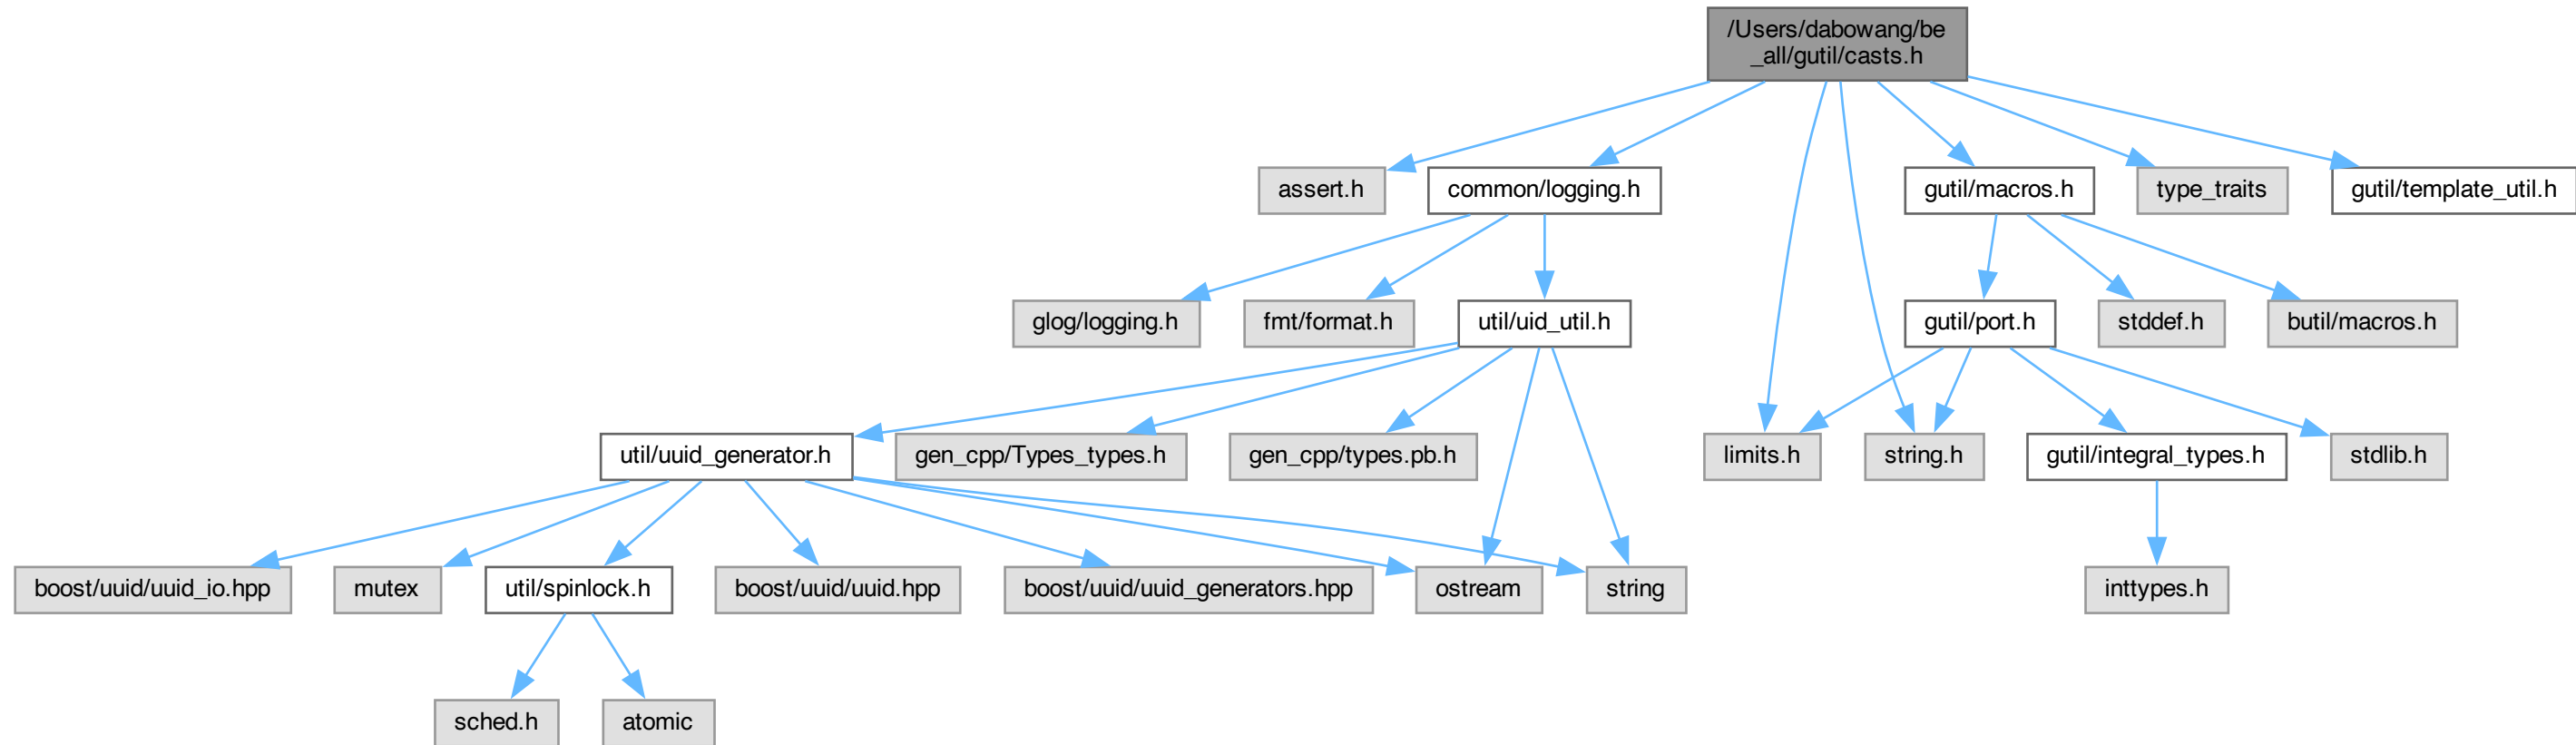 /Users/dabowang/be
_all/gutil/casts.h
assert.h
common/logging.h
gutil/macros.h
type_traits
gutil/template_util.h
glog/logging.h
fmt/format.h
util/uid_util.h
gutil/port.h
stddef.h
butil/macros.h
util/uuid_generator.h
gen_cpp/Types_types.h
gen_cpp/types.pb.h
limits.h
string.h
gutil/integral_types.h
stdlib.h
boost/uuid/uuid_io.hpp
mutex
util/spinlock.h
boost/uuid/uuid.hpp
boost/uuid/uuid_generators.hpp
ostream
string
inttypes.h
sched.h
atomic